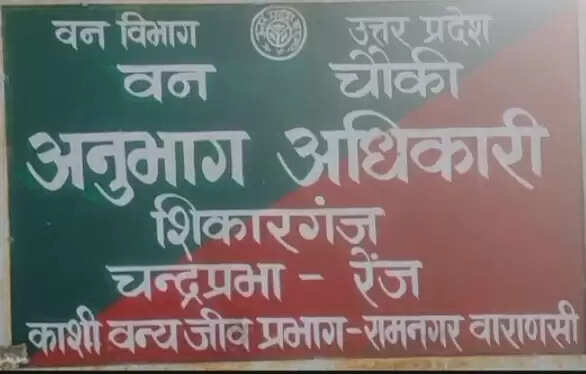 वन विभाग उत्तर प्रदेश
वन चौकी
अनुभाग अधिकारी
शिकारगंज
चन्द्रप्रभा - रेंज
काशी वन्य जीव प्रभाग-रामनगर वाराणसी